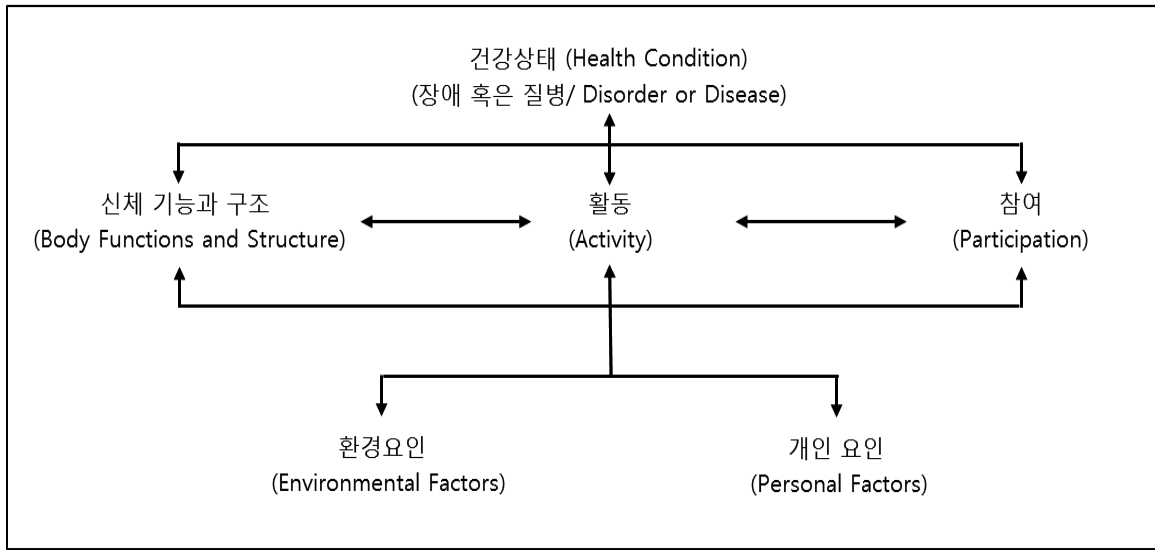 건강상태 (Health Condition)
(장애 혹은 질병/ Disorder or Disease)
신체 기능과 구조
(Body Functions and Structure)
활동
(Activity)
참여
(Participation)
환경요인
(Environmental Factors)
개인 요인
(Personal Factors)